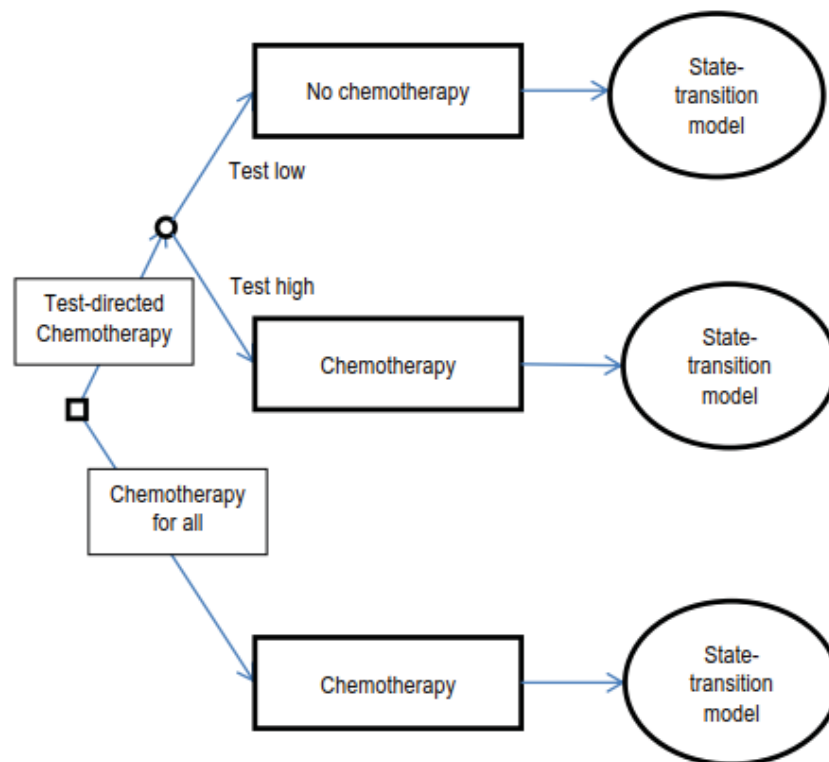 No chemotherapy
State-
transition
model
Test low
Test high
Test-directed
Chemotherapy
Chemotherapy
State-
transition
model
Chemotherapy
for all
Chemotherapy
State-
transition
model